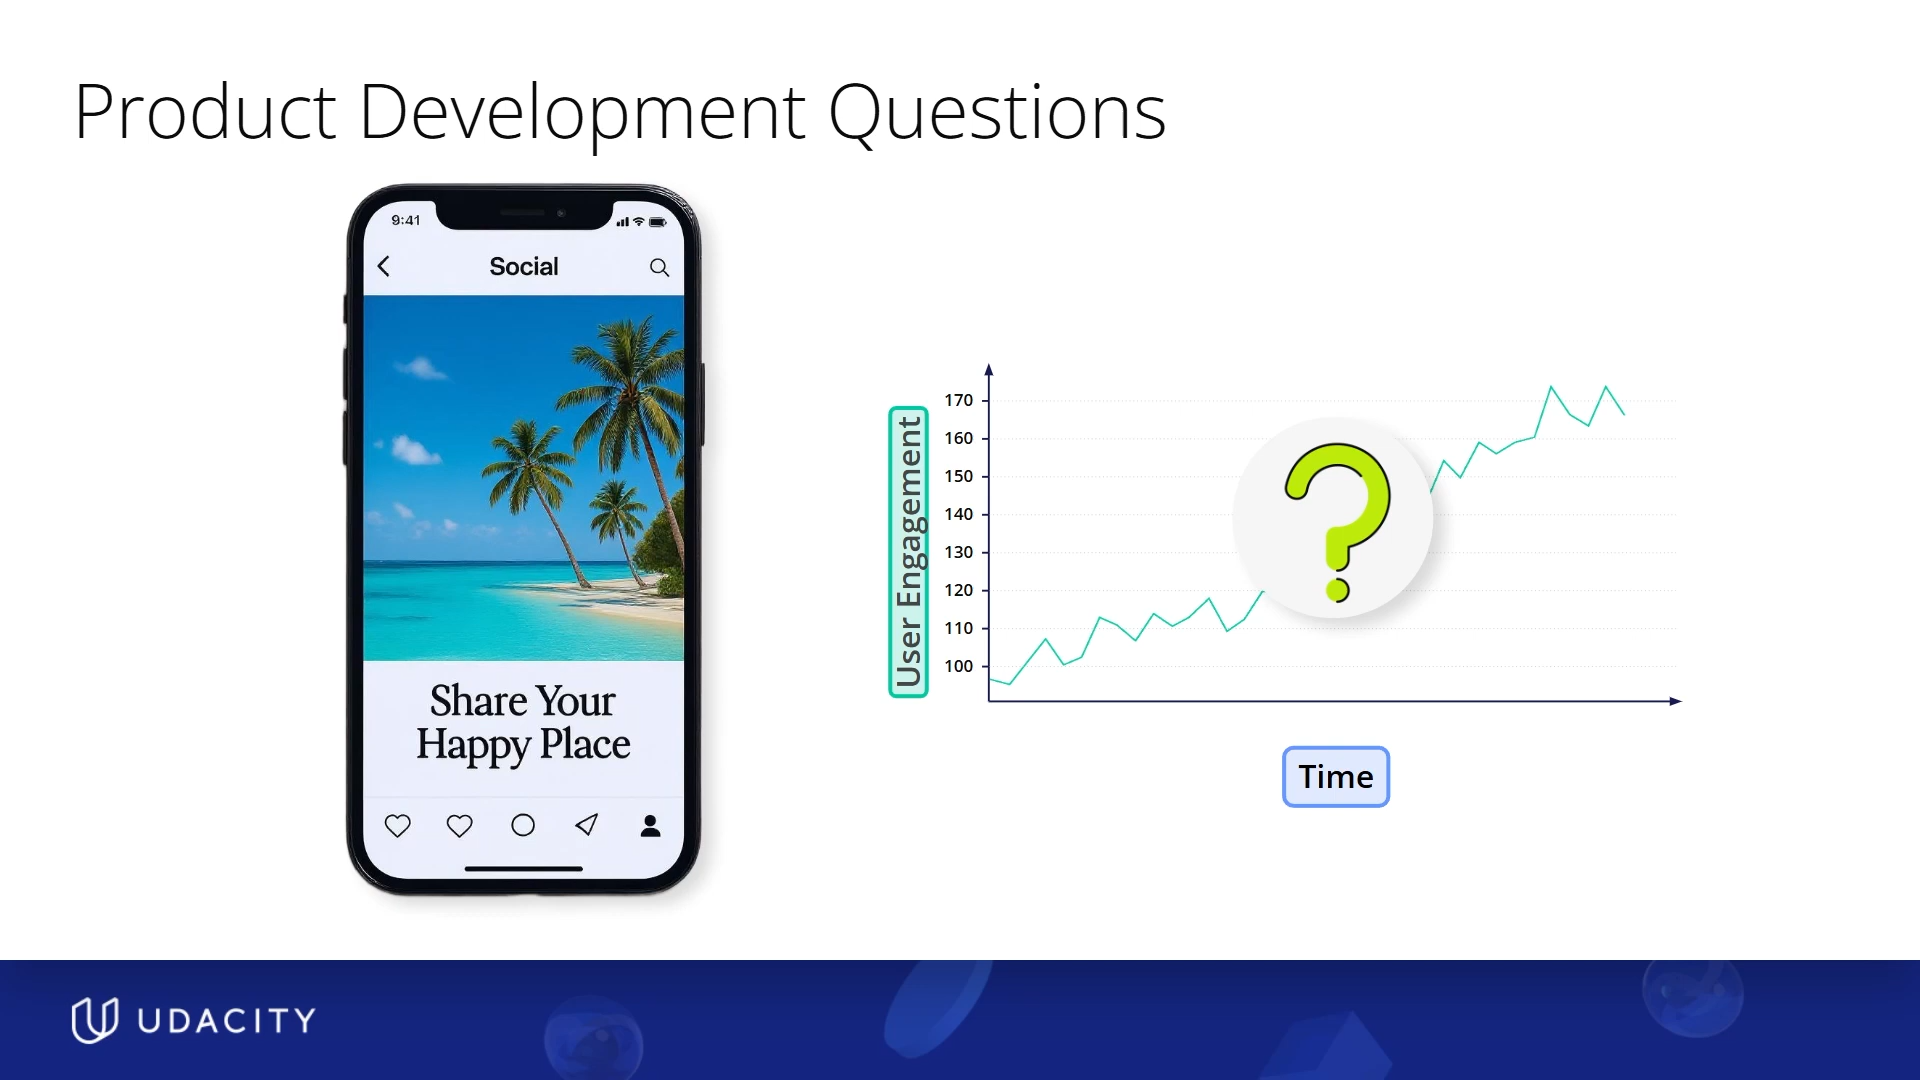 Product Development Questions
9:41
Social
Share Your
Happy Place
User Engagement
170
160
150
140
130
120
110
100
?
Time
UDACITY